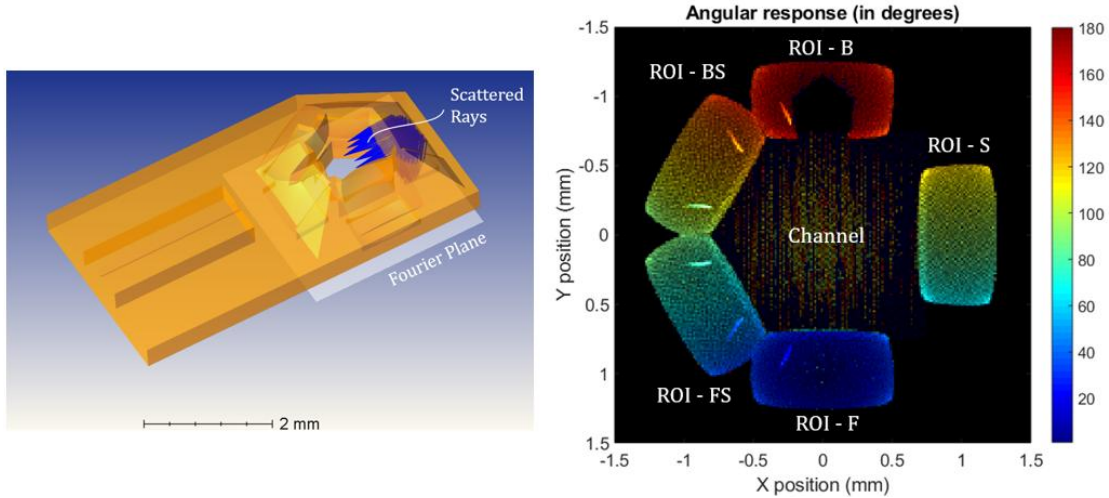 Scattered
Rays
Fourier Plane
2 mm
Angular response (in degrees)
-1.5
-1
-0.5
0
0.5
1
1.5
Y position (mm)
-1.5
-1
-0.5
0
0.5
1
1.5
X position (mm)
ROI - B
ROI - BS
ROI - S
Channel
ROI - FS
ROI - F
180
160
140
120
100
80
60
40
20